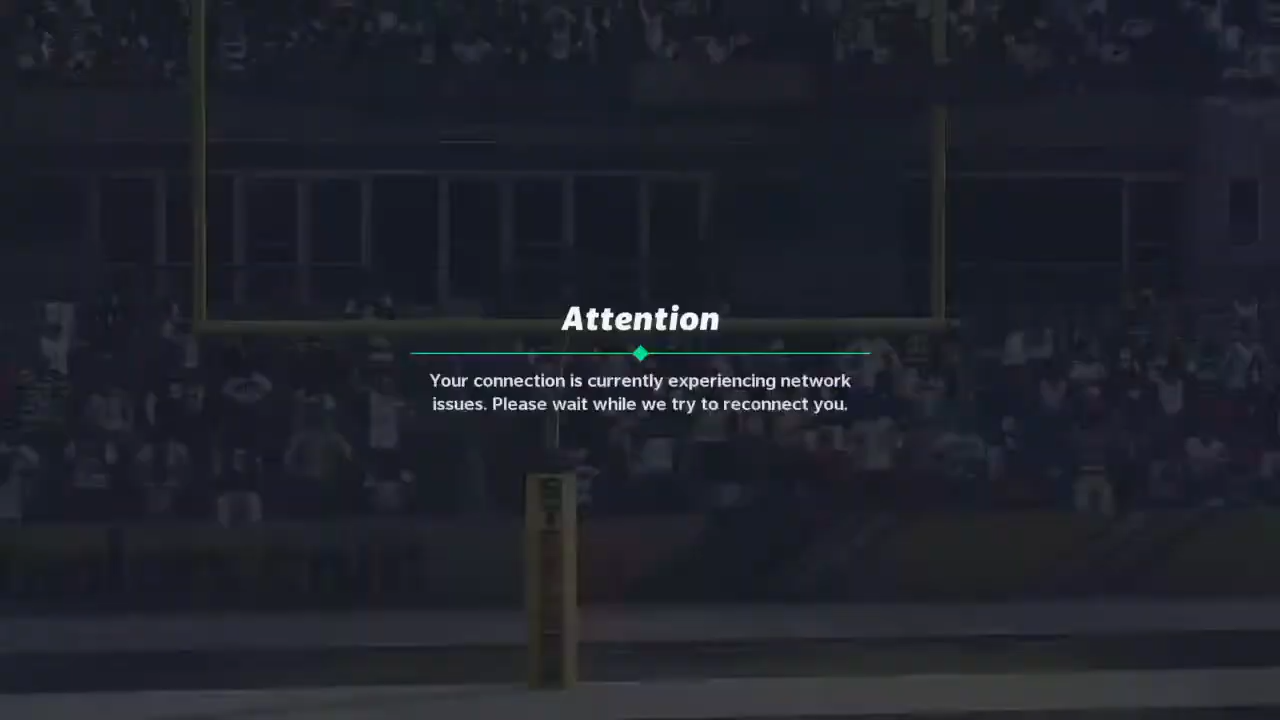 Attention
Your connection is currently experiencing network
issues. Please wait while we try to reconnect you.